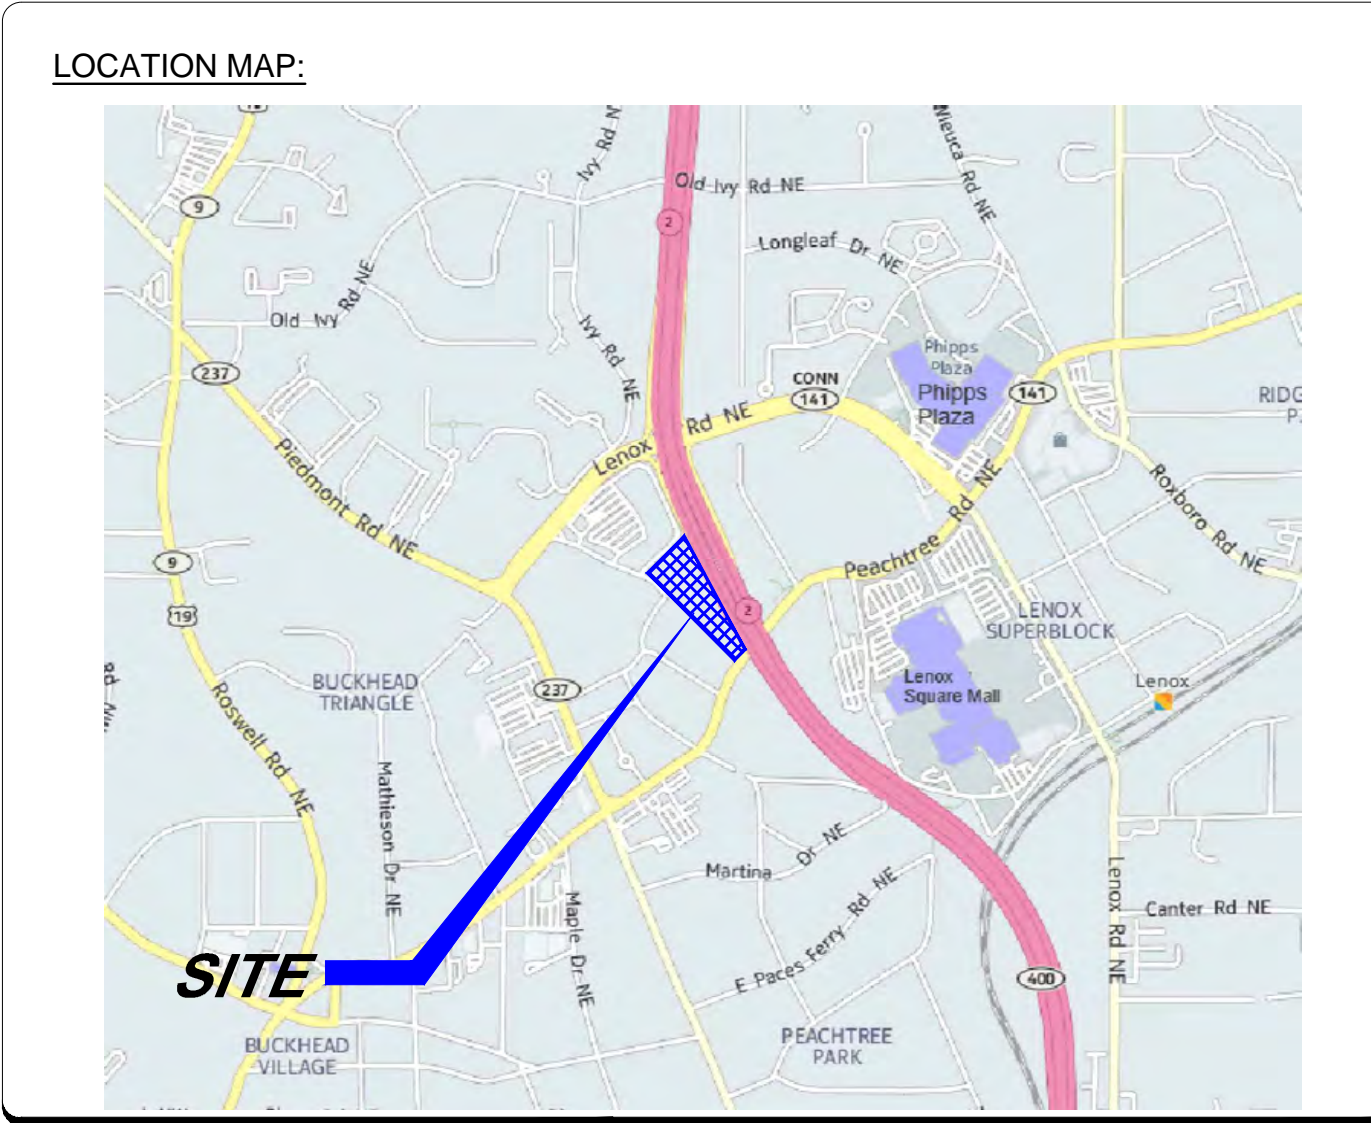 LOCATION MAP:
Ivy Rd N
Wieuca Rd NE
Old Ivy Rd NE
9
2
Longleaf Dr NE
Old Ivy Rd NE
Ivy Rd NE
Phipps
Plaza
Phipps
Plaza
237
CONN
141
141
RIDG
P
Lenox Rd NE
Piedmont Rd NE
Roxboro Rd NE
Peachtree Rd NE
9
19
2
LENOX
SUPERBLOCK
BUCKHEAD
TRIANGLE
237
Lenox
Square Mall
Lenox
Roswell Rd NE
Mathieson Dr NE
Martina Dr NE
Maple Dr NE
E Paces Ferry Rd NE
Lenox Rd NE
Canter Rd NE
SITE
400
BUCKHEAD
VILLAGE
PEACHTREE
PARK